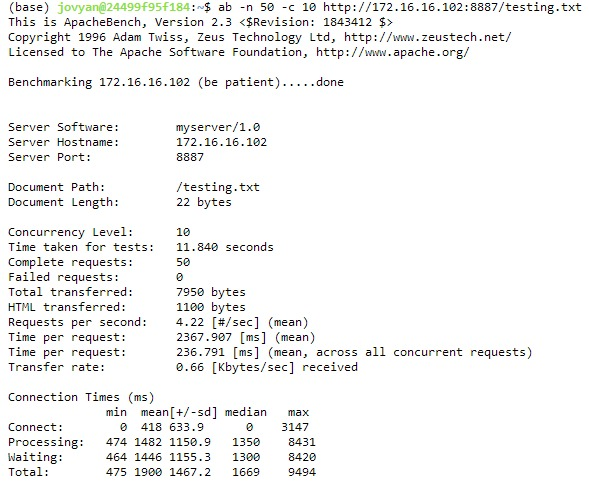 (base) jovyan@24499f95f184:~$ ab -n 50 -c 10 http://172.16.16.102:8887/testing.txt
This is ApacheBench, Version 2.3 <$Revision: 1843412 $>
Copyright 1996 Adam Twiss, Zeus Technology Ltd, http://www.zeustech.net/
Licensed to The Apache Software Foundation, http://www.apache.org/

Benchmarking 172.16.16.102 (be patient).....done


Server Software:        myserver/1.0
Server Hostname:        172.16.16.102
Server Port:            8887

Document Path:          /testing.txt
Document Length:        22 bytes

Concurrency Level:      10
Time taken for tests:   11.840 seconds
Complete requests:      50
Failed requests:        0
Total transferred:      7950 bytes
HTML transferred:       1100 bytes
Requests per second:    4.22 [#/sec] (mean)
Time per request:       2367.907 [ms] (mean)
Time per request:       236.791 [ms] (mean, across all concurrent requests)
Transfer rate:          0.66 [Kbytes/sec] received

Connection Times (ms)
              min  mean[+/-sd] median   max
Connect:        0  418 633.9      0    3147
Processing:   474 1482 1150.9   1350    8431
Waiting:      464 1446 1155.3   1300    8420
Total:        475 1900 1467.2   1669    9494